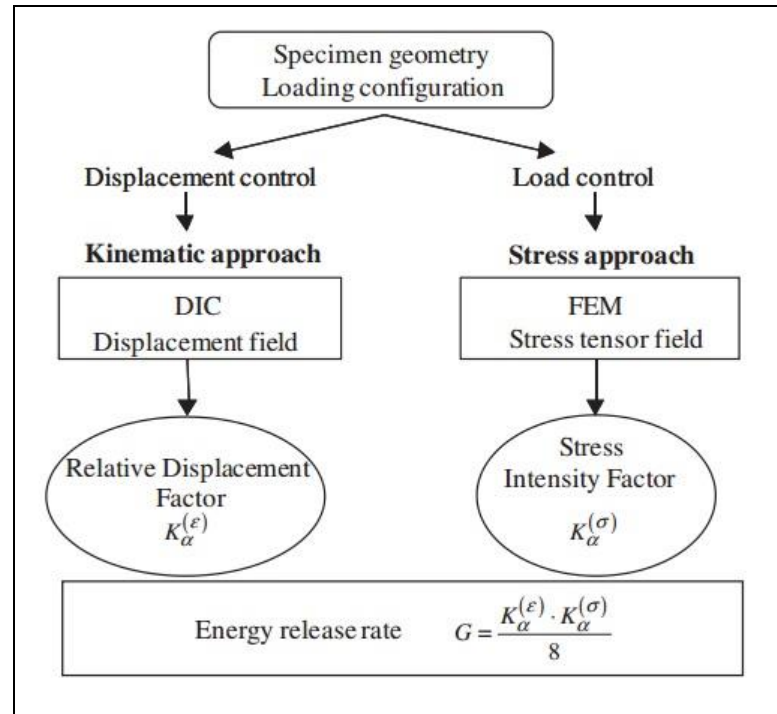 Specimen geometry
Loading configuration
Displacement control
Load control
Kinematic approach
Stress approach
DIC
Displacement field
FEM
Stress tensor field
Relative Displacement
Factor
K_α^(ε)
Stress
Intensity Factor
K_α^(σ)
Energy release rate G = K_α^(ε) · K_α^(σ) / 8